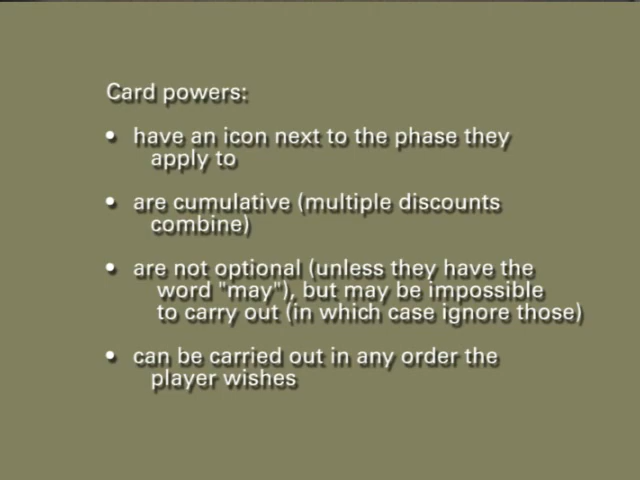 Card powers:
• have an icon next to the phase they
apply to
• are cumulative (multiple discounts
combine)
• are not optional (unless they have the
word "may"), but may be impossible
to carry out (in which case ignore those)
• can be carried out in any order the
player wishes